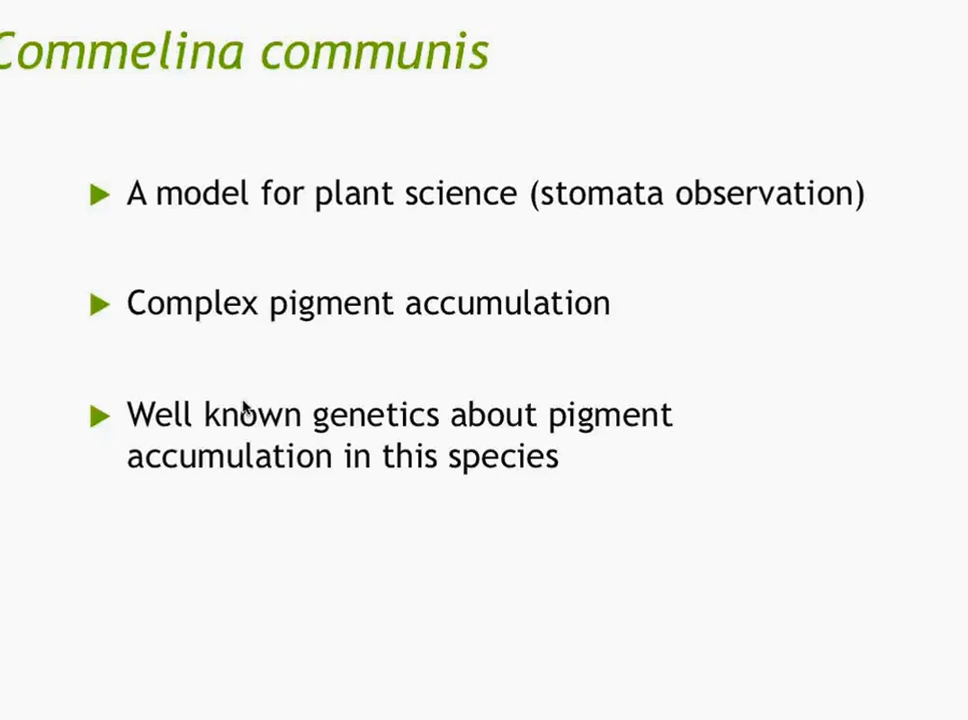 Commelina communis
A model for plant science (stomata observation)
Complex pigment accumulation
Well known genetics about pigment
accumulation in this species